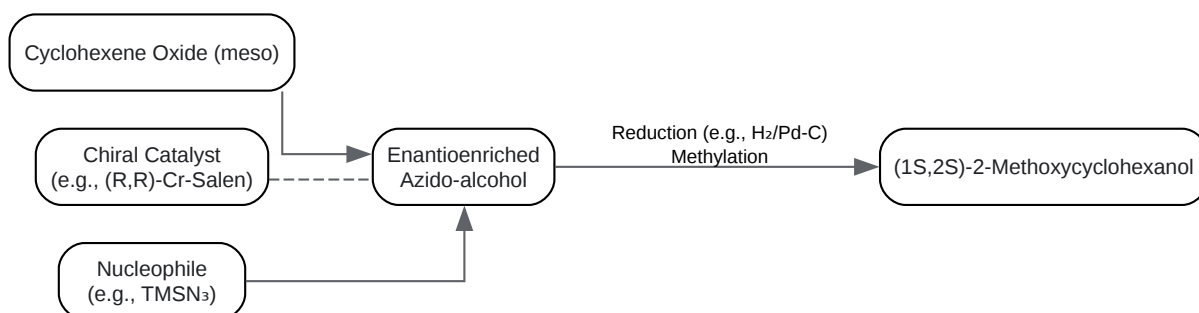 Cyclohexene Oxide (meso)
Chiral Catalyst
(e.g., (R,R)-Cr-Salen)
Nucleophile
(e.g., TMSN₃)
Enantioenriched
Azido-alcohol
Reduction (e.g., H₂/Pd-C)
Methylation
(1S,2S)-2-Methoxycyclohexanol